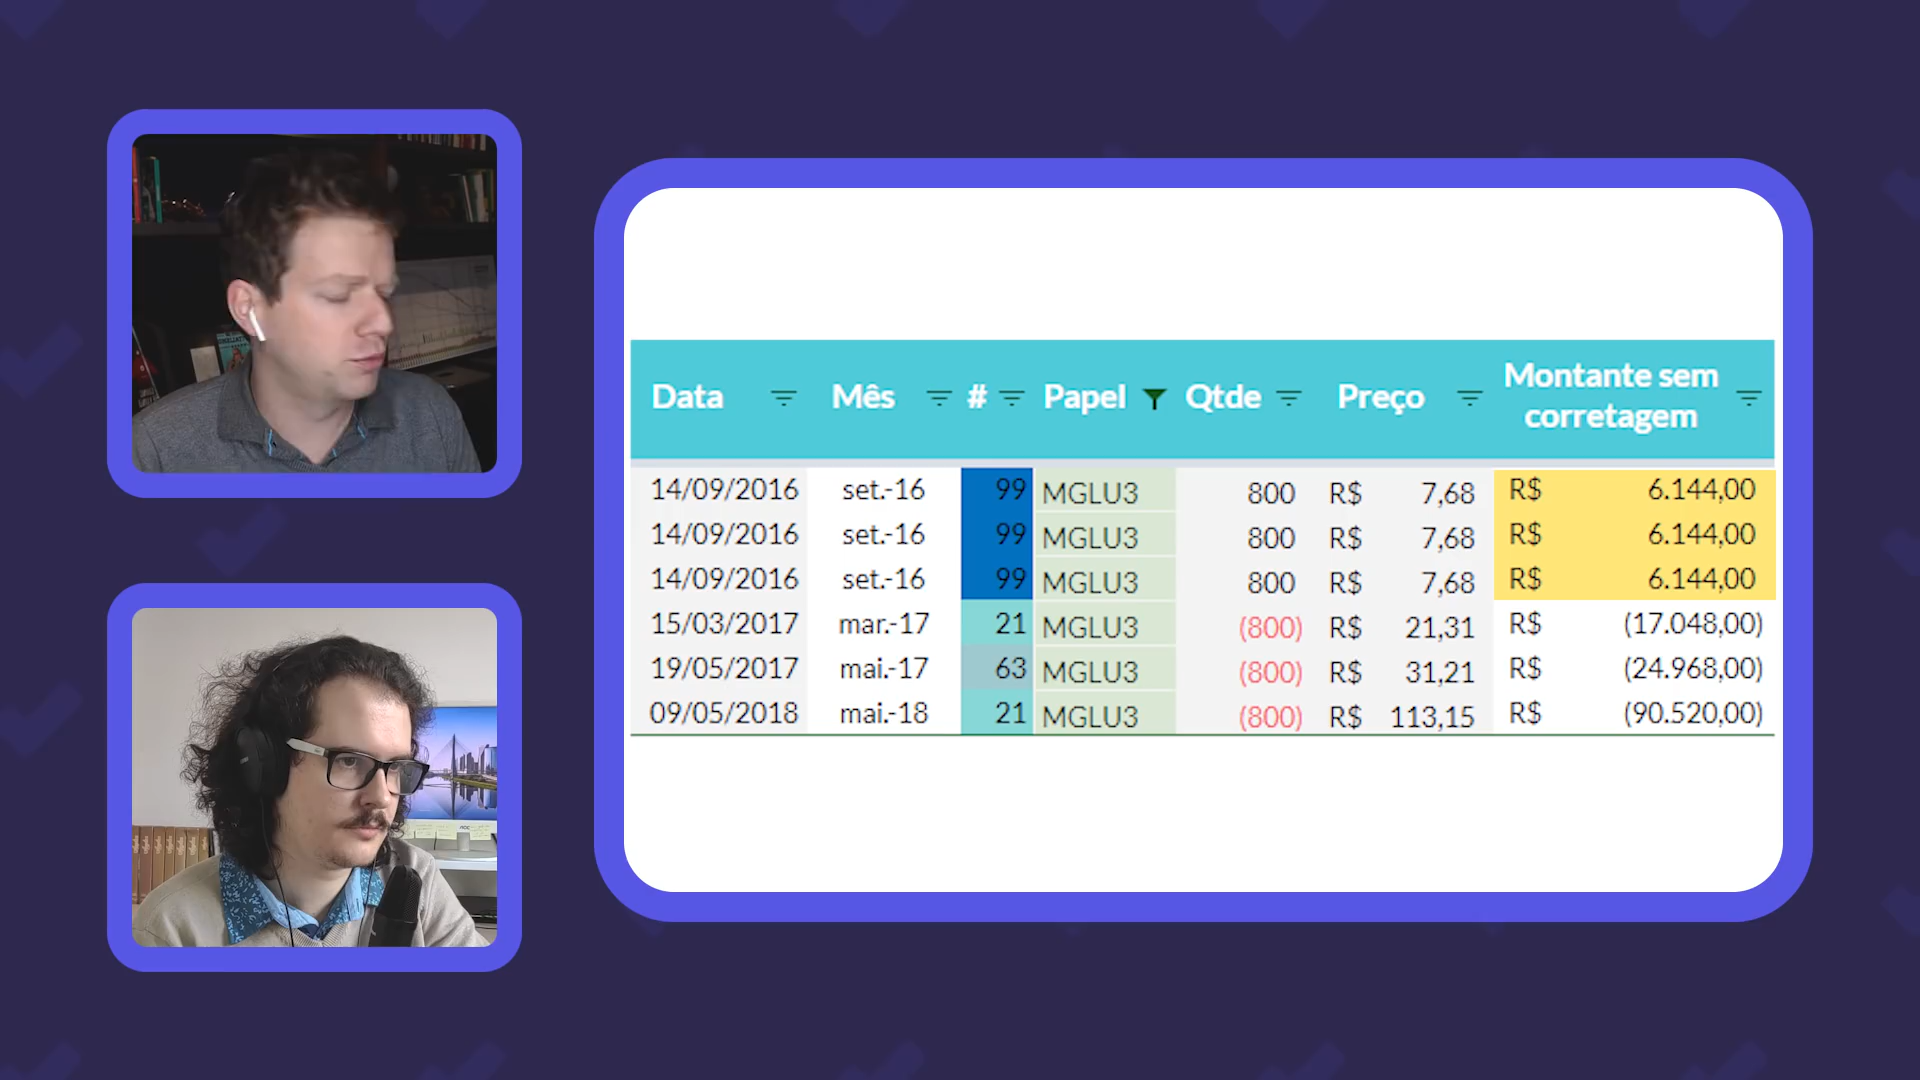 Data Mês # Papel Qtde Preço Montante sem corretagem
14/09/2016 set.-16 99 MGLU3 800 R$ 7,68 R$ 6.144,00
14/09/2016 set.-16 99 MGLU3 800 R$ 7,68 R$ 6.144,00
14/09/2016 set.-16 99 MGLU3 800 R$ 7,68 R$ 6.144,00
15/03/2017 mar.-17 21 MGLU3 (800) R$ 21,31 R$ (17.048,00)
19/05/2017 mai.-17 63 MGLU3 (800) R$ 31,21 R$ (24.968,00)
09/05/2018 mai.-18 21 MGLU3 (800) R$ 113,15 R$ (90.520,00)